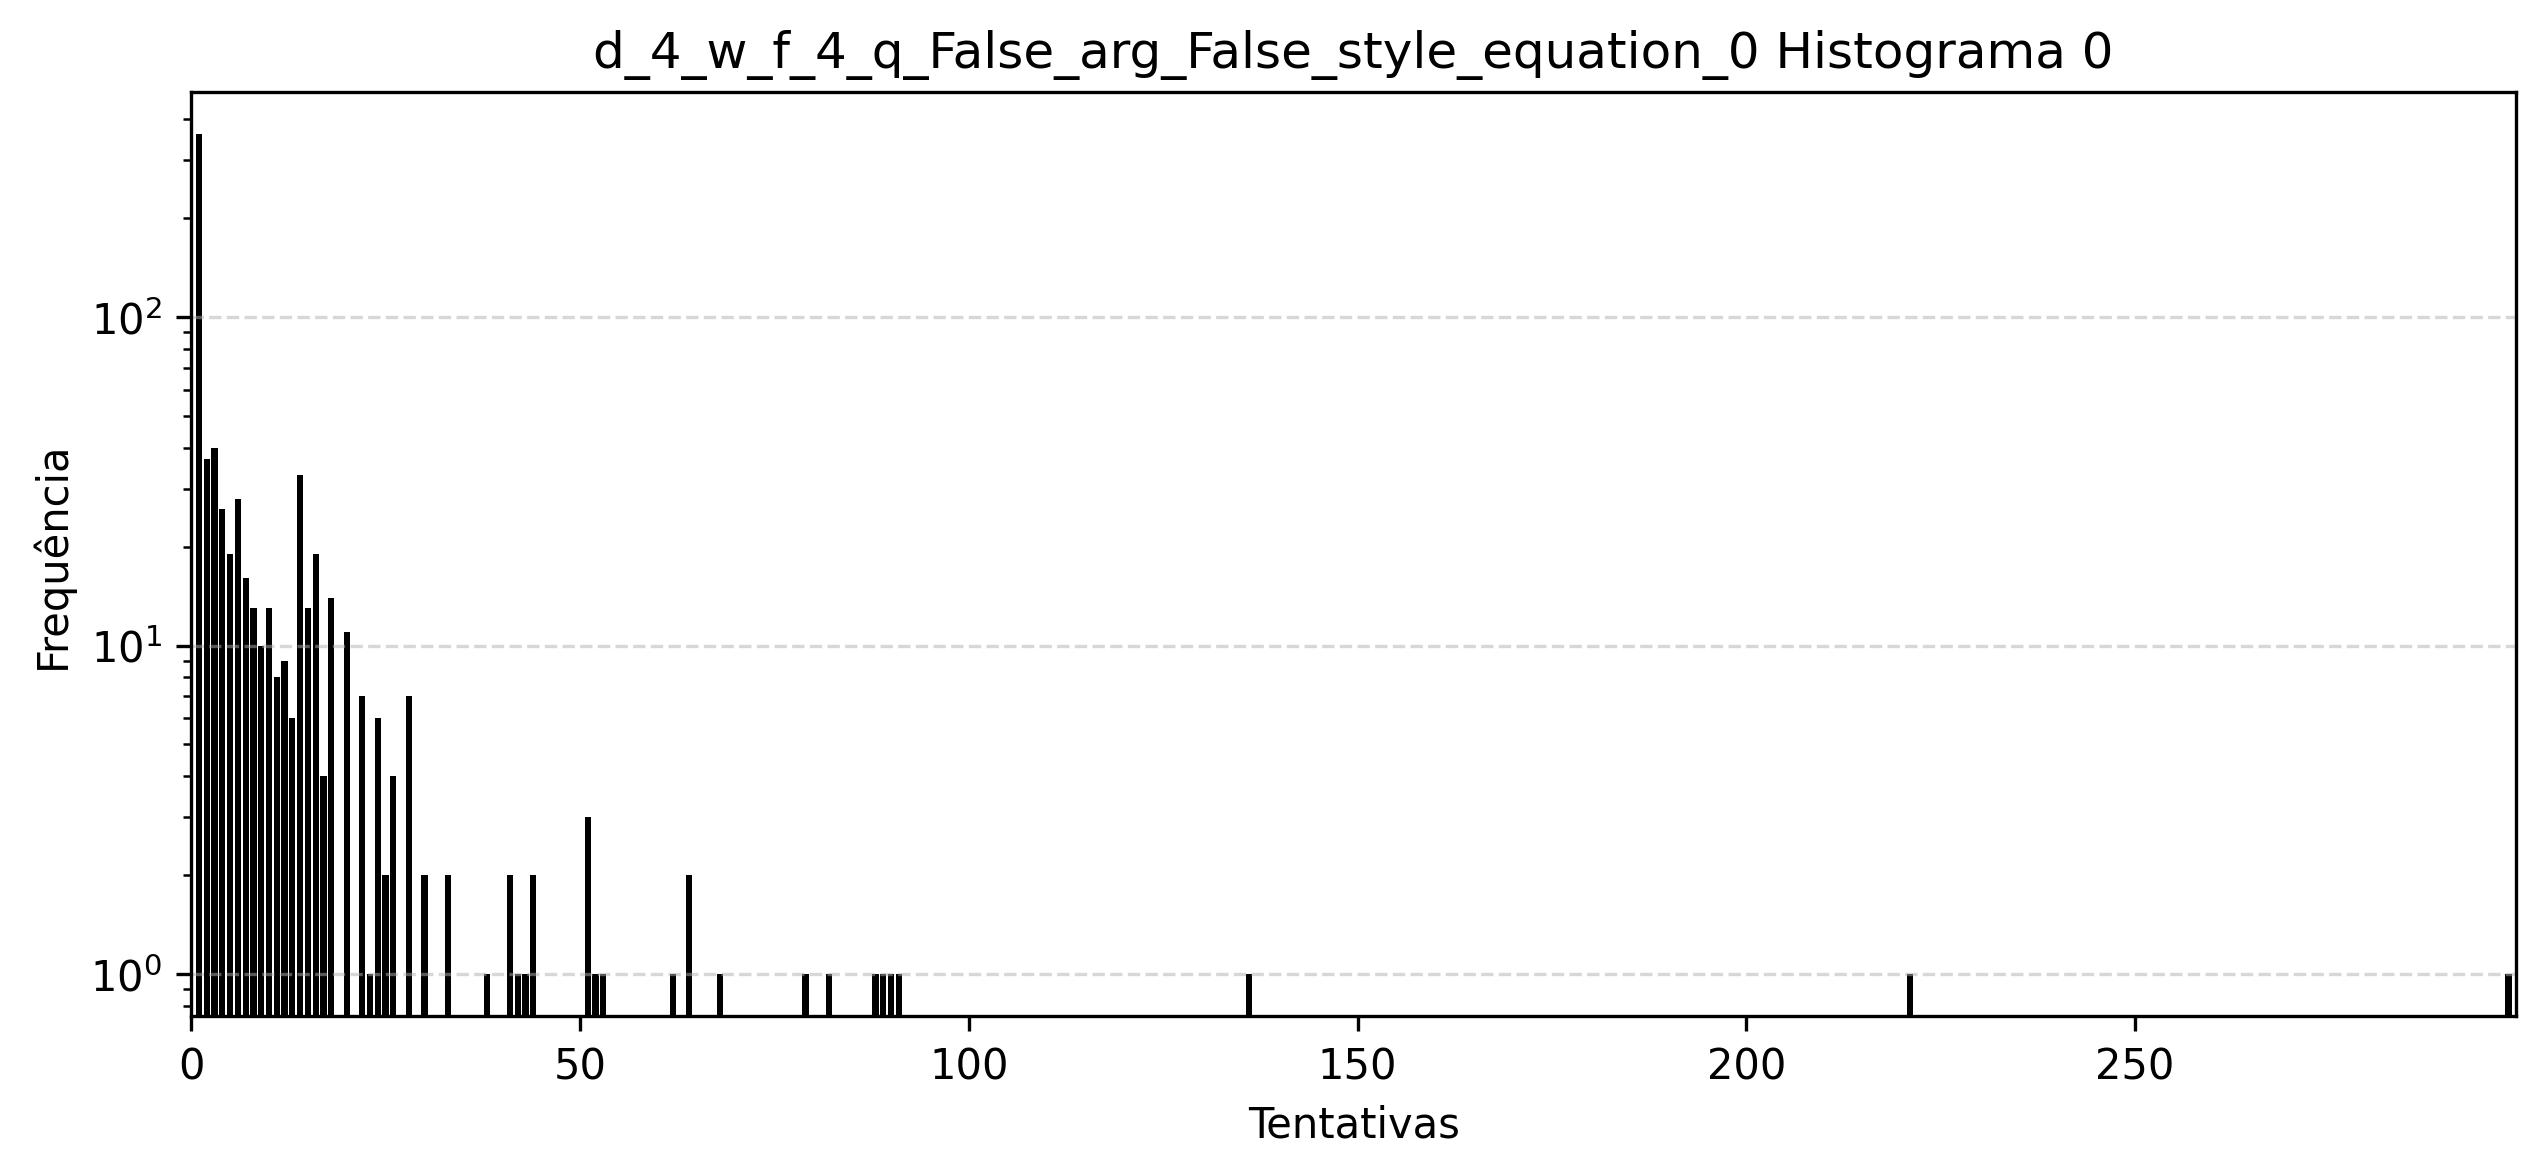 d_4_w_f_4_q_False_arg_False_style_equation_0 Histograma 0
Frequência
10²
10¹
10⁰
0 50 100 150 200 250
Tentativas